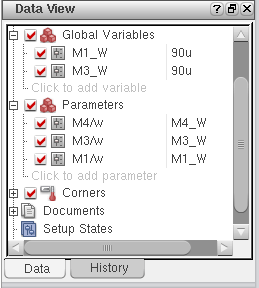 Data View
Global Variables
M1_W 90u
M3_W 90u
Click to add variable
Parameters
M4/w M4_W
M3/w M3_W
M1/w M1_W
Click to add parameter
Corners
Documents
Setup States
Data History